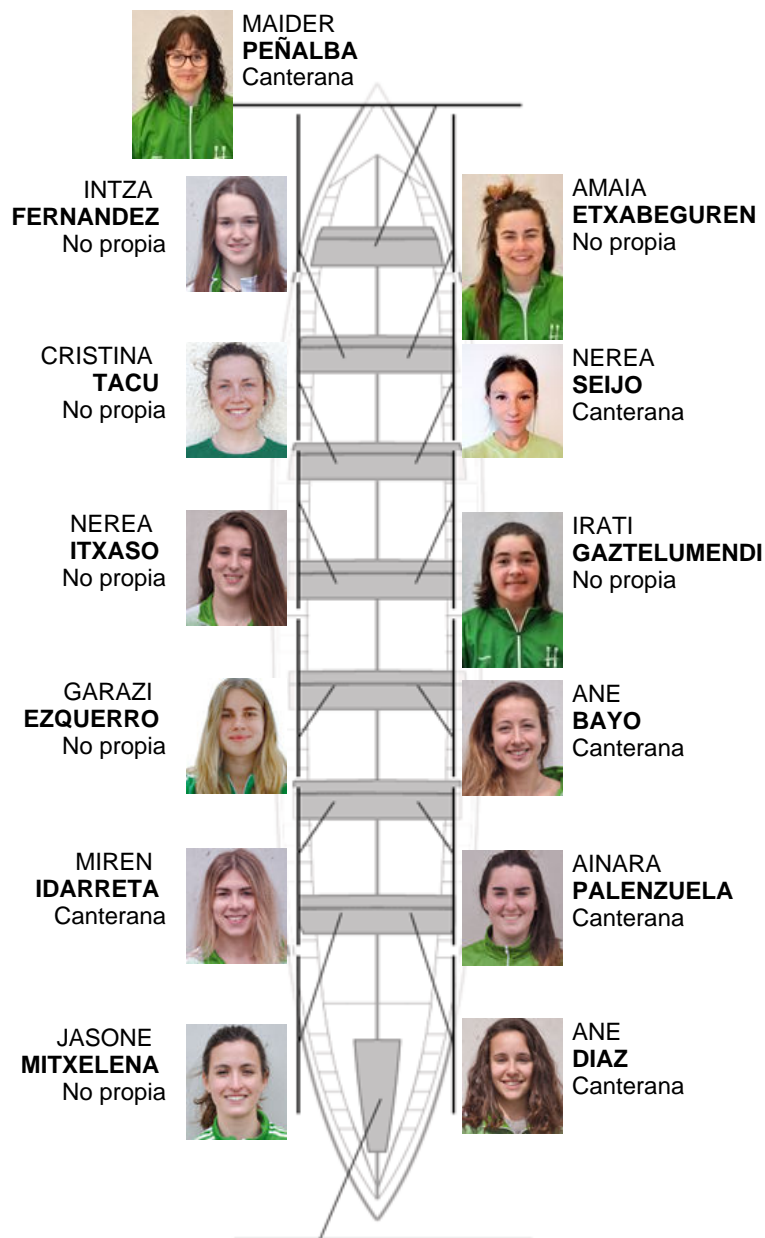 MAIDER
PEÑALBA
Canterana
INTZA
FERNANDEZ
No propia
AMAIA
ETXABEGUREN
No propia
CRISTINA
TACU
No propia
NEREA
SEIJO
Canterana
NEREA
ITXASO
No propia
IRATI
GAZTELUMENDI
No propia
GARAZI
EZQUERRO
No propia
ANE
BAYO
Canterana
MIREN
IDARRETA
Canterana
AINARA
PALENZUELA
Canterana
JASONE
MITXELENA
No propia
ANE
DIAZ
Canterana